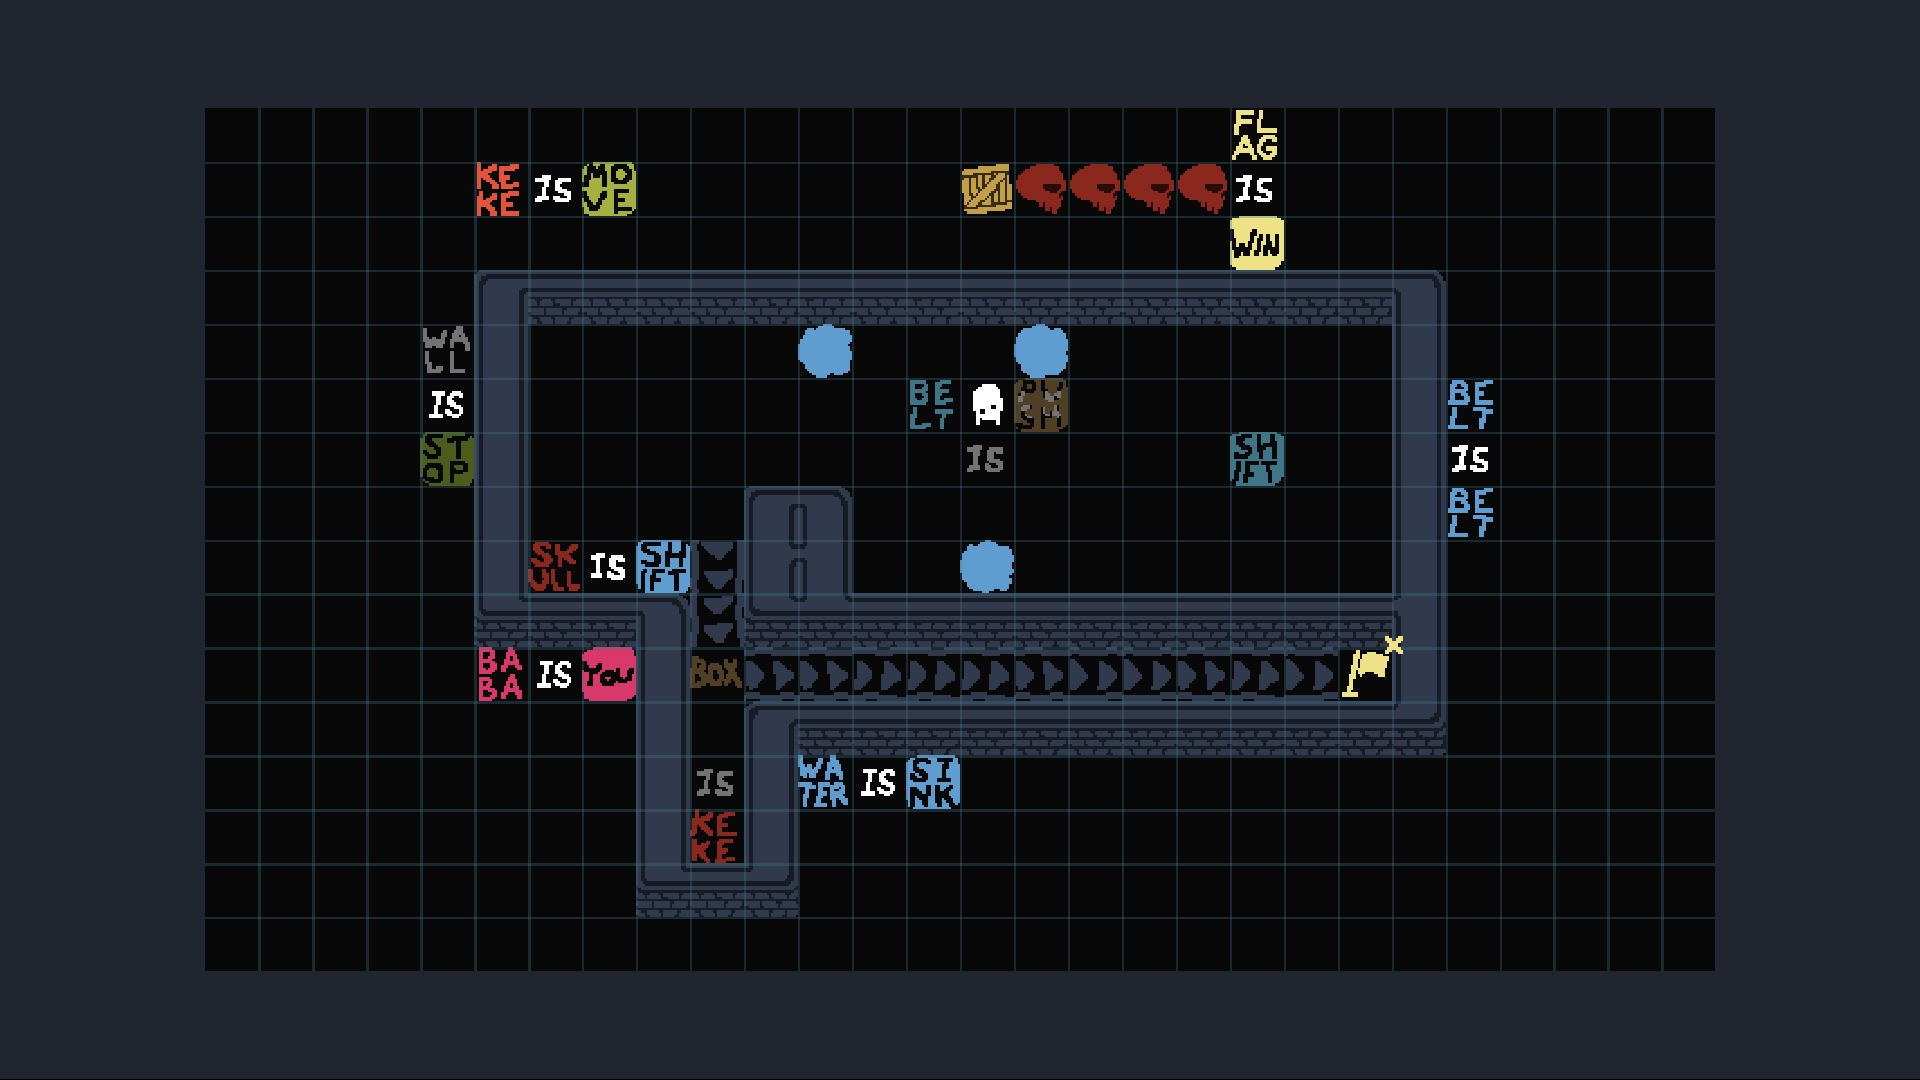 FLAG
KEKE IS MOVE
IS
WIN
WALL
BELT PUSH BELT
IS
STOP IS SHIFT IS
BELT
SKULL IS SHIFT
BABA IS YOU BOX
IS WATER IS SINK
KEKE